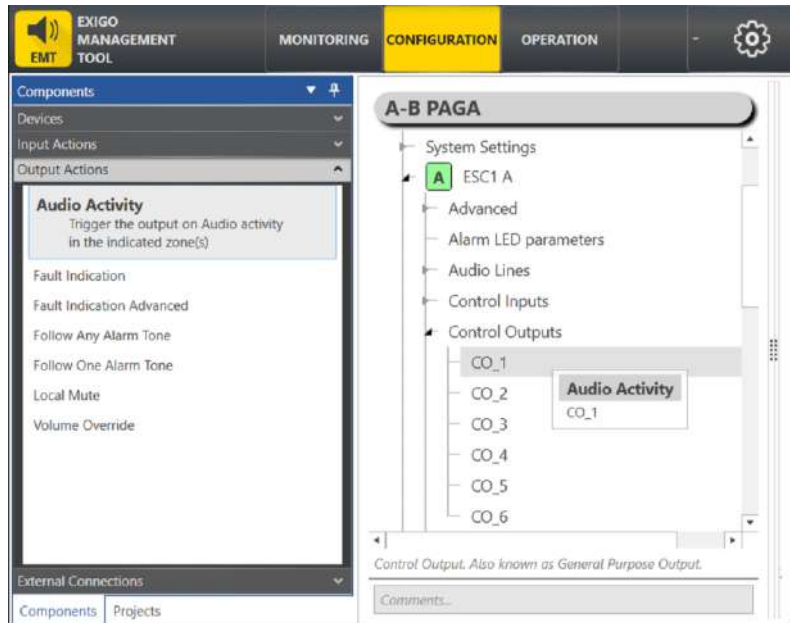 EXIGO
MANAGEMENT
TOOL
EMT
MONITORING
CONFIGURATION
OPERATION
-
Components
Devices
Input Actions
Output Actions
Audio Activity
Trigger the output on Audio activity
in the indicated zone(s)
Fault Indication
Fault Indication Advanced
Follow Any Alarm Tone
Follow One Alarm Tone
Local Mute
Volume Override
External Connections
Components
Projects
A-B PAGA
System Settings
A ESC1 A
Advanced
Alarm LED parameters
Audio Lines
Control Inputs
Control Outputs
CO_1
CO_2
CO_3
CO_4
CO_5
CO_6
Audio Activity
CO_1
Control Output. Also known as General Purpose Output.
Comments...